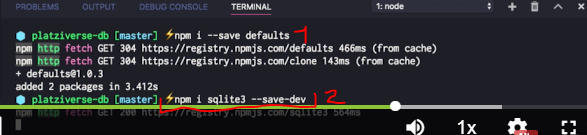 PROBLEMS OUTPUT DEBUG CONSOLE TERMINAL 1: node
platziverse-db [master] ⚡npm i --save defaults 1
npm http fetch GET 304 https://registry.npmjs.com/defaults 466ms (from cache)
npm http fetch GET 304 https://registry.npmjs.com/clone 143ms (from cache)
+ defaults@1.0.3
added 2 packages in 3.412s
platziverse-db [master] ⚡npm i sqlite3 --save-dev 2
npm http fetch GET 200 https://registry.npmjs.com/sqlite3 564ms
1x